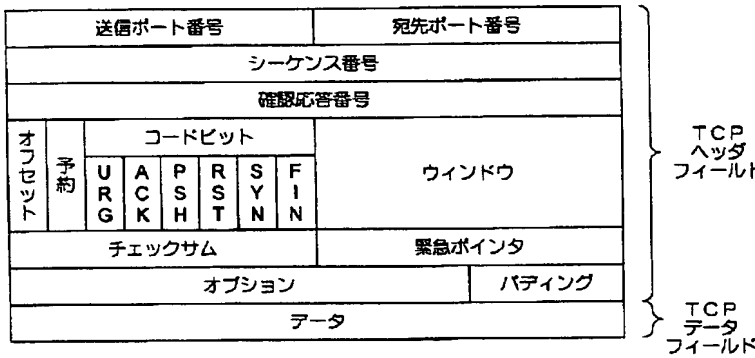 送信ポート番号
宛先ポート番号
シーケンス番号
確認応答番号
オフセット
予約
コードビット
URG
ACK
PSH
RST
SYN
FIN
ウィンドウ
チェックサム
緊急ポインタ
オプション
パディング
データ
TCP
ヘッダ
フィールド
TCP
データ
フィールド